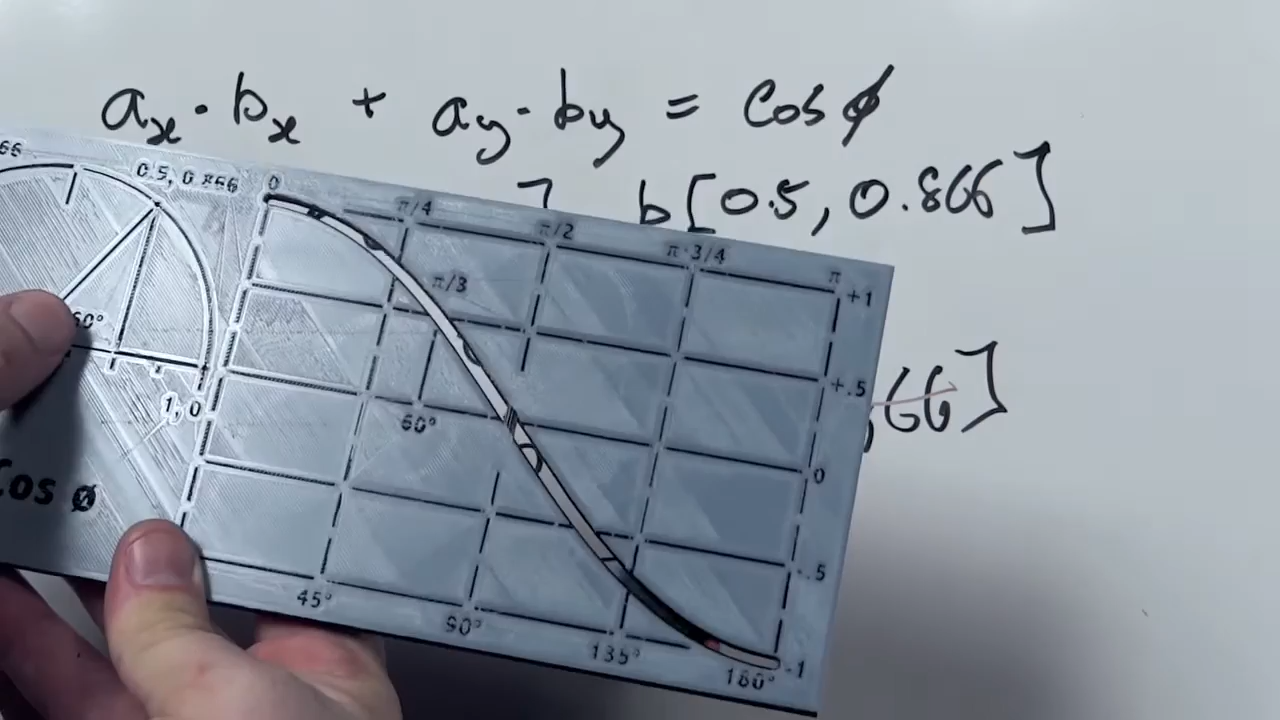 aₓ · bₓ + ay · by = cos ϕ
] b[0.5, 0.866]
66]
66 0.5, 0.866
60°
1, 0
Cos ø
0 π/4 π/2 π·3/4 π
π/3
60°
+1
+.5
0
-.5
-1
45° 90° 135° 180°